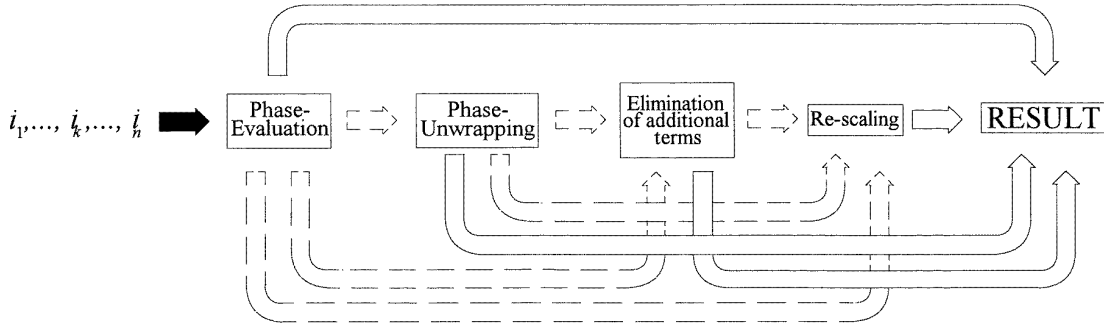 i1,..., ik,..., in
Phase-
Evaluation
Phase-
Unwrapping
Elimination
of additional
terms
Re-scaling
RESULT